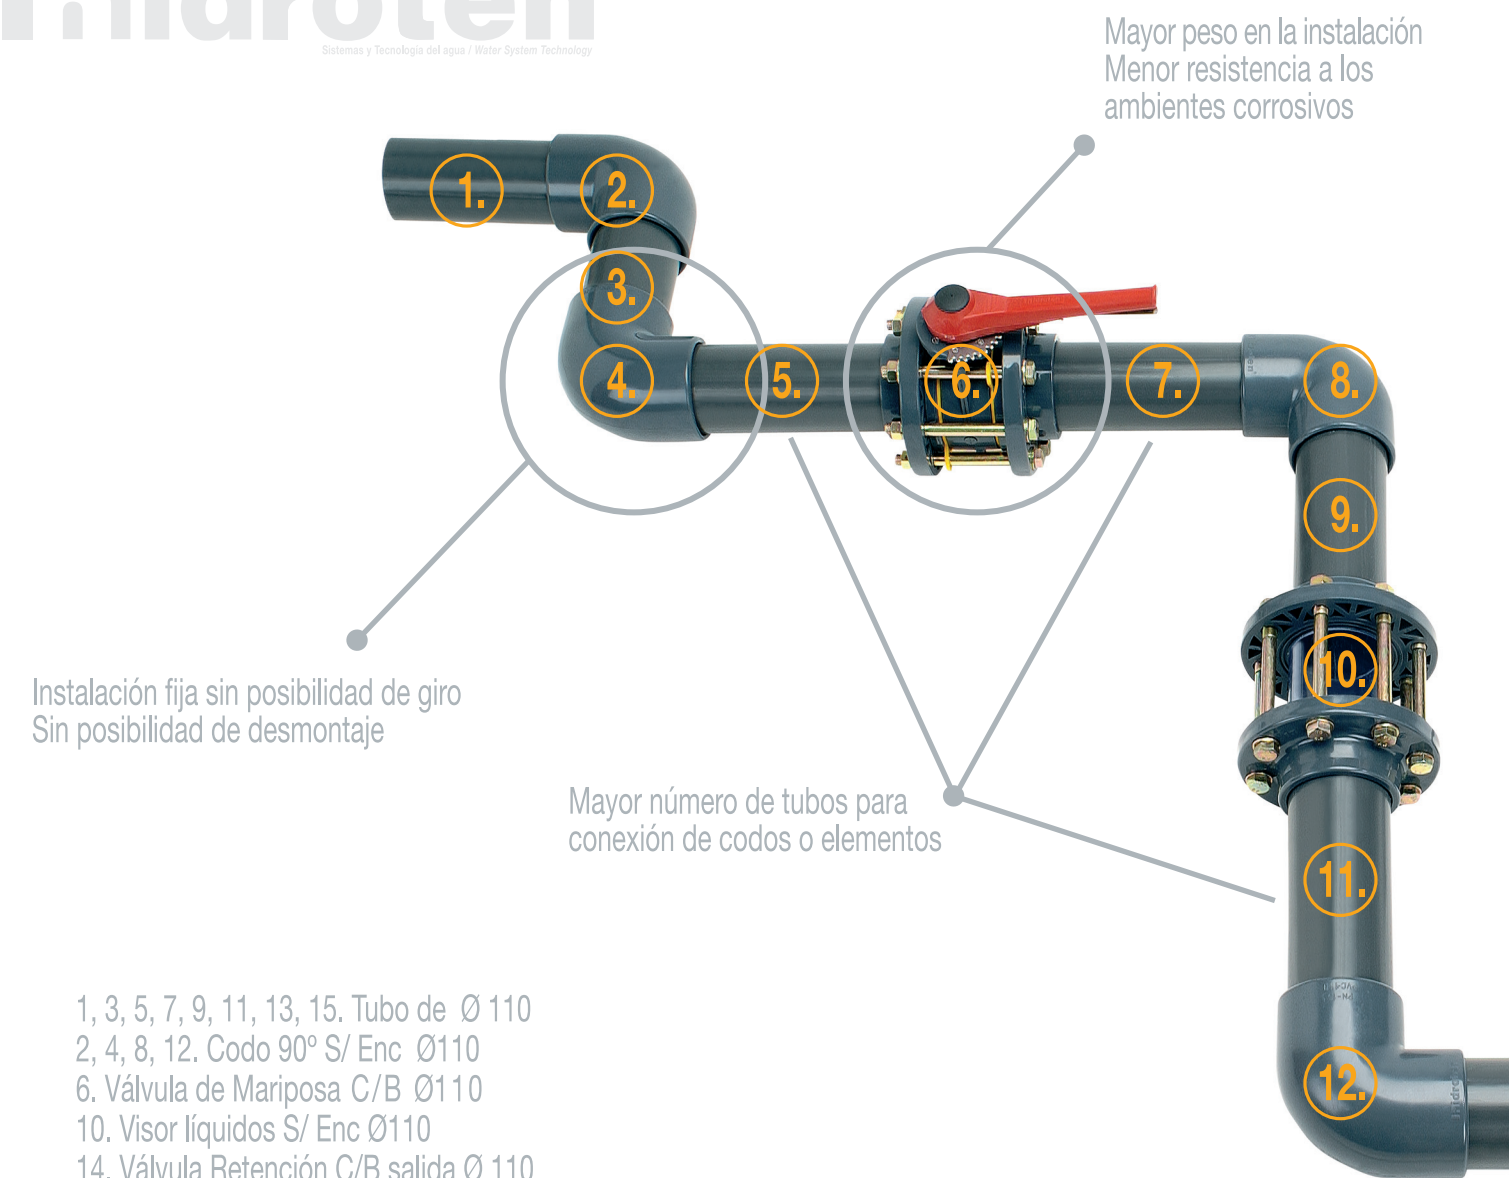 hidroten
Sistemas y Tecnología del agua / Water System Technology
Mayor peso en la instalación
Menor resistencia a los
ambientes corrosivos
1.
2.
3.
4.
5.
6.
7.
8.
9.
10.
11.
12.
Instalación fija sin posibilidad de giro
Sin posibilidad de desmontaje
Mayor número de tubos para
conexión de codos o elementos
1, 3, 5, 7, 9, 11, 13, 15. Tubo de Ø 110
2, 4, 8, 12. Codo 90º S/ Enc Ø110
6. Válvula de Mariposa C/B Ø110
10. Visor líquidos S/ Enc Ø110
14. Válvula Retención C/B salida Ø 110